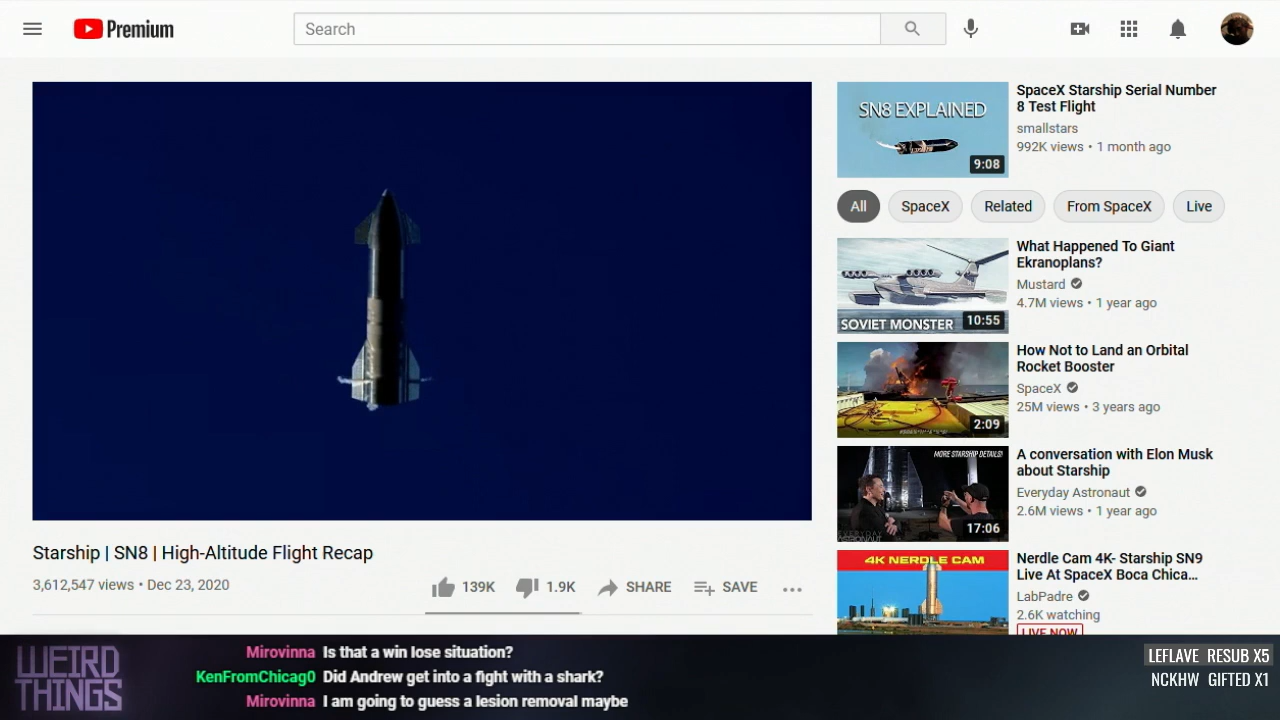 Premium
Search
SN8 EXPLAINED
9:08
SpaceX Starship Serial Number
8 Test Flight
smallstars
992K views • 1 month ago
All
SpaceX
Related
From SpaceX
Live
SOVIET MONSTER
10:55
What Happened To Giant
Ekranoplans?
Mustard
4.7M views • 1 year ago
2:09
How Not to Land an Orbital
Rocket Booster
SpaceX
25M views • 3 years ago
MORE STARSHIP DETAILS!
17:06
A conversation with Elon Musk
about Starship
Everyday Astronaut
2.6M views • 1 year ago
4K NERDLE CAM
Nerdle Cam 4K- Starship SN9
Live At SpaceX Boca Chica...
LabPadre
2.6K watching
LIVE NOW
Starship | SN8 | High-Altitude Flight Recap
3,612,547 views • Dec 23, 2020
139K
1.9K
SHARE
SAVE
WEIRD
THINGS
Mirovinna Is that a win lose situation?
KenFromChicag0 Did Andrew get into a fight with a shark?
Mirovinna I am going to guess a lesion removal maybe
LEFLAVE RESUB X5
NCKHW GIFTED X1